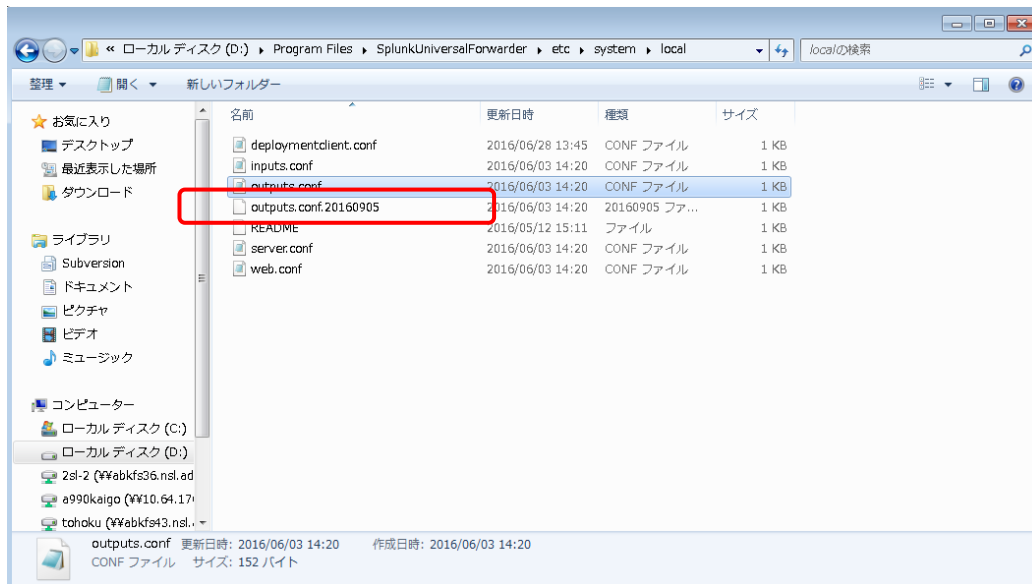 « ローカル ディスク (D:) ▸ Program Files ▸ SplunkUniversalForwarder ▸ etc ▸ system ▸ local
localの検索
整理 開く 新しいフォルダー
お気に入り
デスクトップ
最近表示した場所
ダウンロード
ライブラリ
Subversion
ドキュメント
ピクチャ
ビデオ
ミュージック
コンピューター
ローカル ディスク (C:)
ローカル ディスク (D:)
2sl-2 (¥¥abkfs36.nsl.ad
a990kaigo (¥¥10.64.17
tohoku (¥¥abkfs43.nsl.
名前 更新日時 種類 サイズ
deploymentclient.conf 2016/06/28 13:45 CONF ファイル 1 KB
inputs.conf 2016/06/03 14:20 CONF ファイル 1 KB
outputs.conf 2016/06/03 14:20 CONF ファイル 1 KB
outputs.conf.20160905 2016/06/03 14:20 20160905 ファ... 1 KB
README 2016/05/12 15:11 ファイル 1 KB
server.conf 2016/06/03 14:20 CONF ファイル 1 KB
web.conf 2016/06/03 14:20 CONF ファイル 1 KB
outputs.conf 更新日時: 2016/06/03 14:20 作成日時: 2016/06/03 14:20
CONF ファイル サイズ: 152 バイト